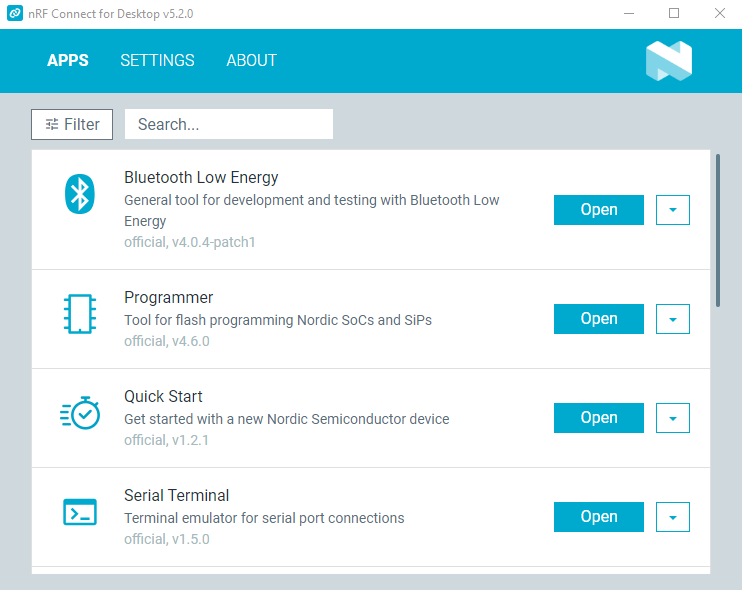 nRF Connect for Desktop v5.2.0
APPS SETTINGS ABOUT
Filter Search...
Bluetooth Low Energy
General tool for development and testing with Bluetooth Low
Energy
official, v4.0.4-patch1
Open
Programmer
Tool for flash programming Nordic SoCs and SiPs
official, v4.6.0
Open
Quick Start
Get started with a new Nordic Semiconductor device
official, v1.2.1
Open
Serial Terminal
Terminal emulator for serial port connections
official, v1.5.0
Open